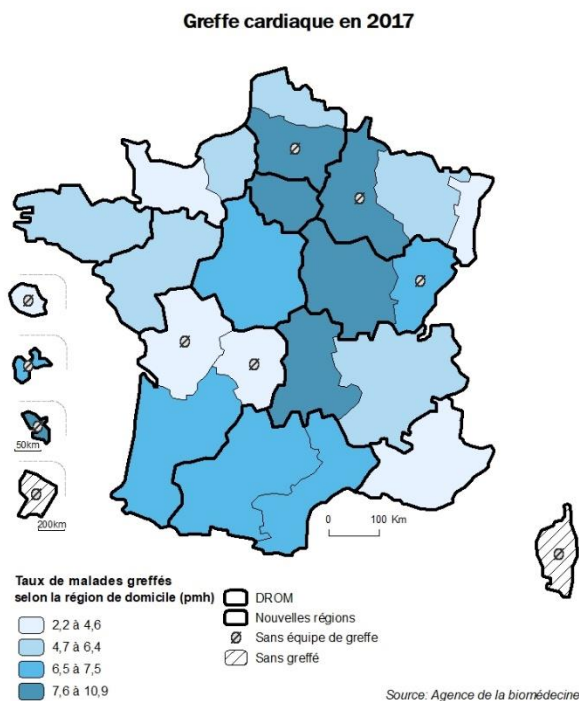 Greffe cardiaque en 2017
50km
200km
0 100 Km
Taux de malades greffés
selon la région de domicile (pmh)
2,2 à 4,6
4,7 à 6,4
6,5 à 7,5
7,6 à 10,9
DROM
Nouvelles régions
Sans équipe de greffe
Sans greffé
Source: Agence de la biomédecine